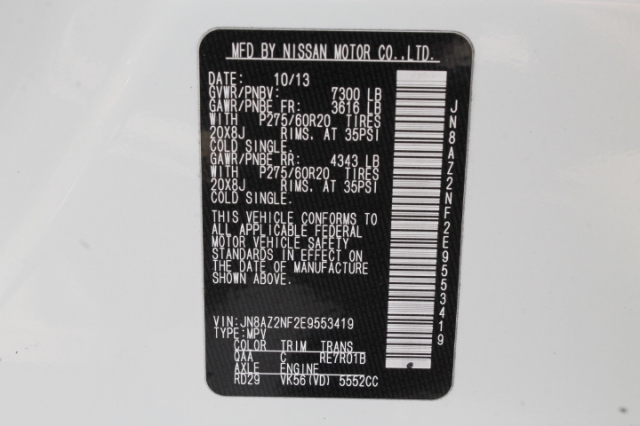 MFD BY NISSAN MOTOR CO.,LTD.
DATE: 10/13
GVWR/PNBV: 7300 LB
GAWR/PNBE FR: 3616 LB
WITH P275/60R20 TIRES
20X8J RIMS, AT 35PSI
COLD SINGLE.
GAWR/PNBE RR: 4343 LB
WITH P275/60R20 TIRES
20X8J RIMS, AT 35PSI
COLD SINGLE.
THIS VEHICLE CONFORMS TO
ALL APPLICABLE FEDERAL
MOTOR VEHICLE SAFETY
STANDARDS IN EFFECT ON
THE DATE OF MANUFACTURE
SHOWN ABOVE.
VIN:JN8AZ2NF2E9553419
TYPE:MPV
COLOR TRIM TRANS
QAA C RE7R01B
AXLE ENGINE
RD29 VK56(VD) 5552CC
JN8AZ2NF2E9553419